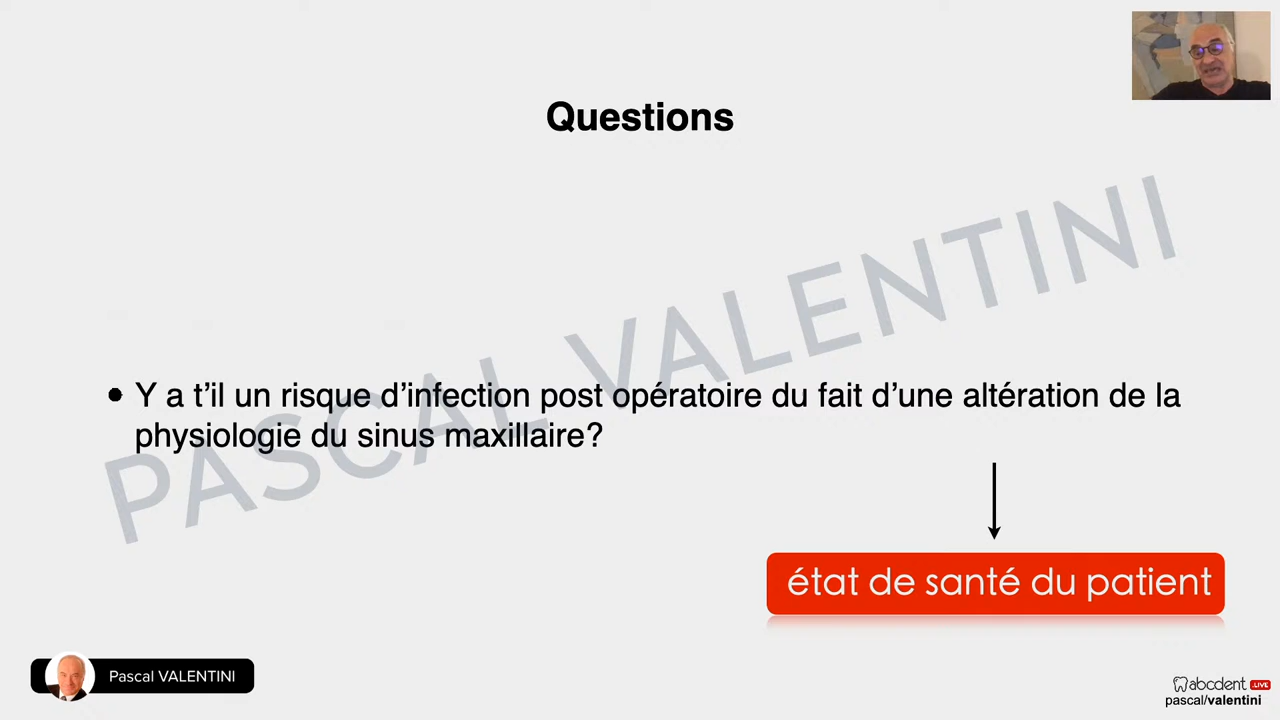 Questions
PASCAL VALENTINI
• Y a t’il un risque d’infection post opératoire du fait d’une altération de la
physiologie du sinus maxillaire?
état de santé du patient
Pascal VALENTINI
abcdent .LIVE
pascal/valentini